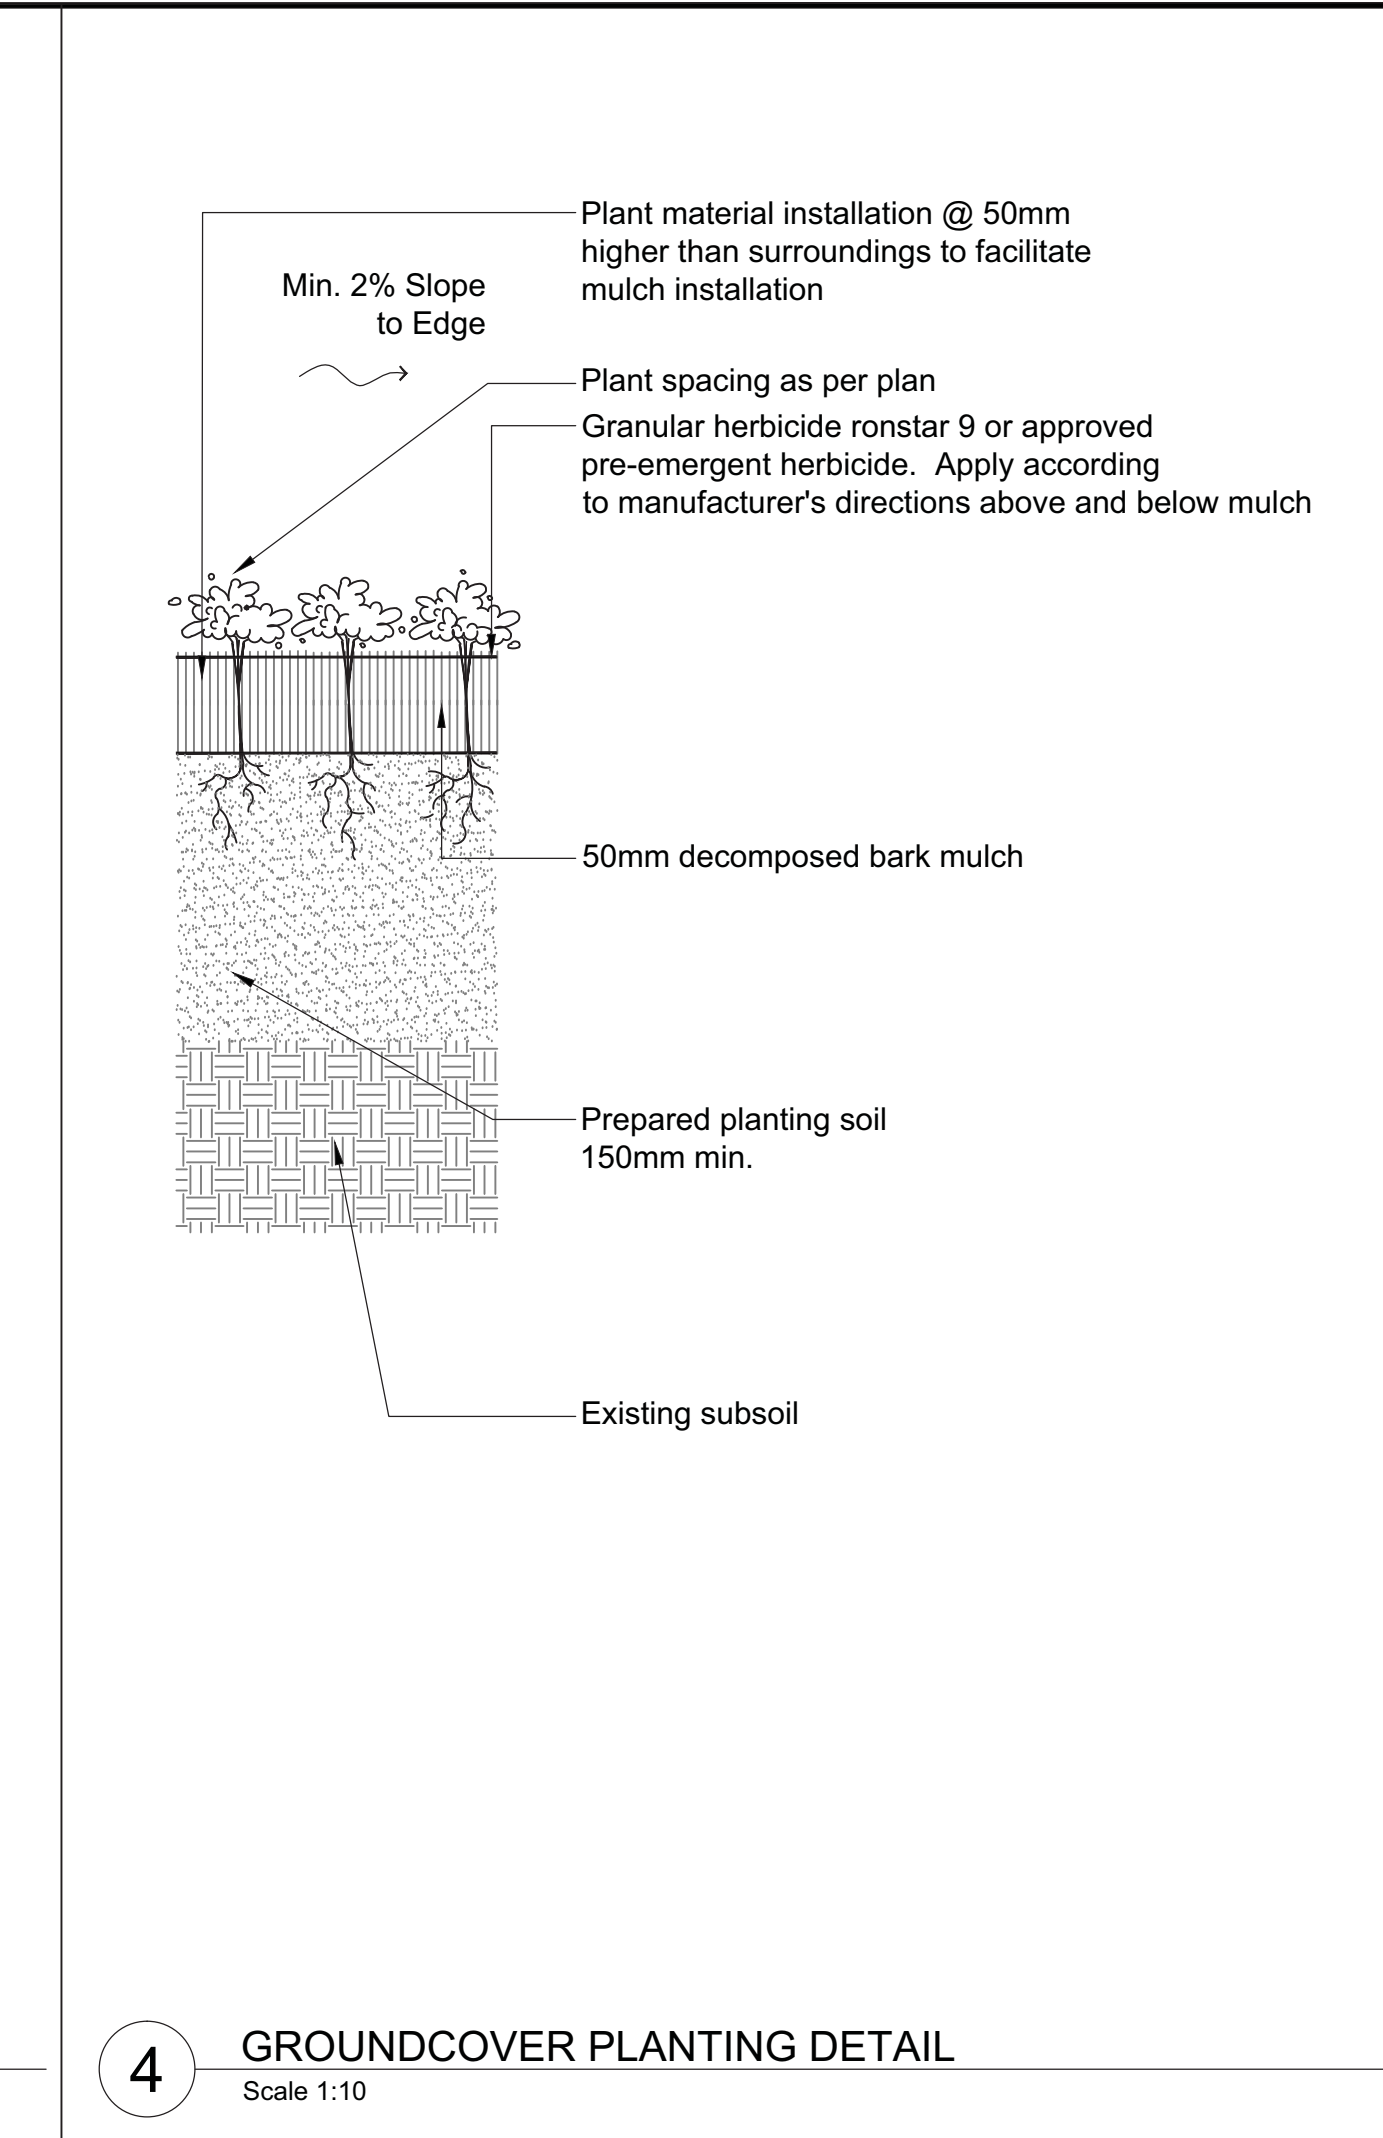 Plant material installation @ 50mm
higher than surroundings to facilitate
mulch installation
Min. 2% Slope
to Edge
Plant spacing as per plan
Granular herbicide ronstar 9 or approved
pre-emergent herbicide.  Apply according
to manufacturer's directions above and below mulch
50mm decomposed bark mulch
Prepared planting soil
150mm min.
Existing subsoil
4
GROUNDCOVER PLANTING DETAIL
Scale 1:10